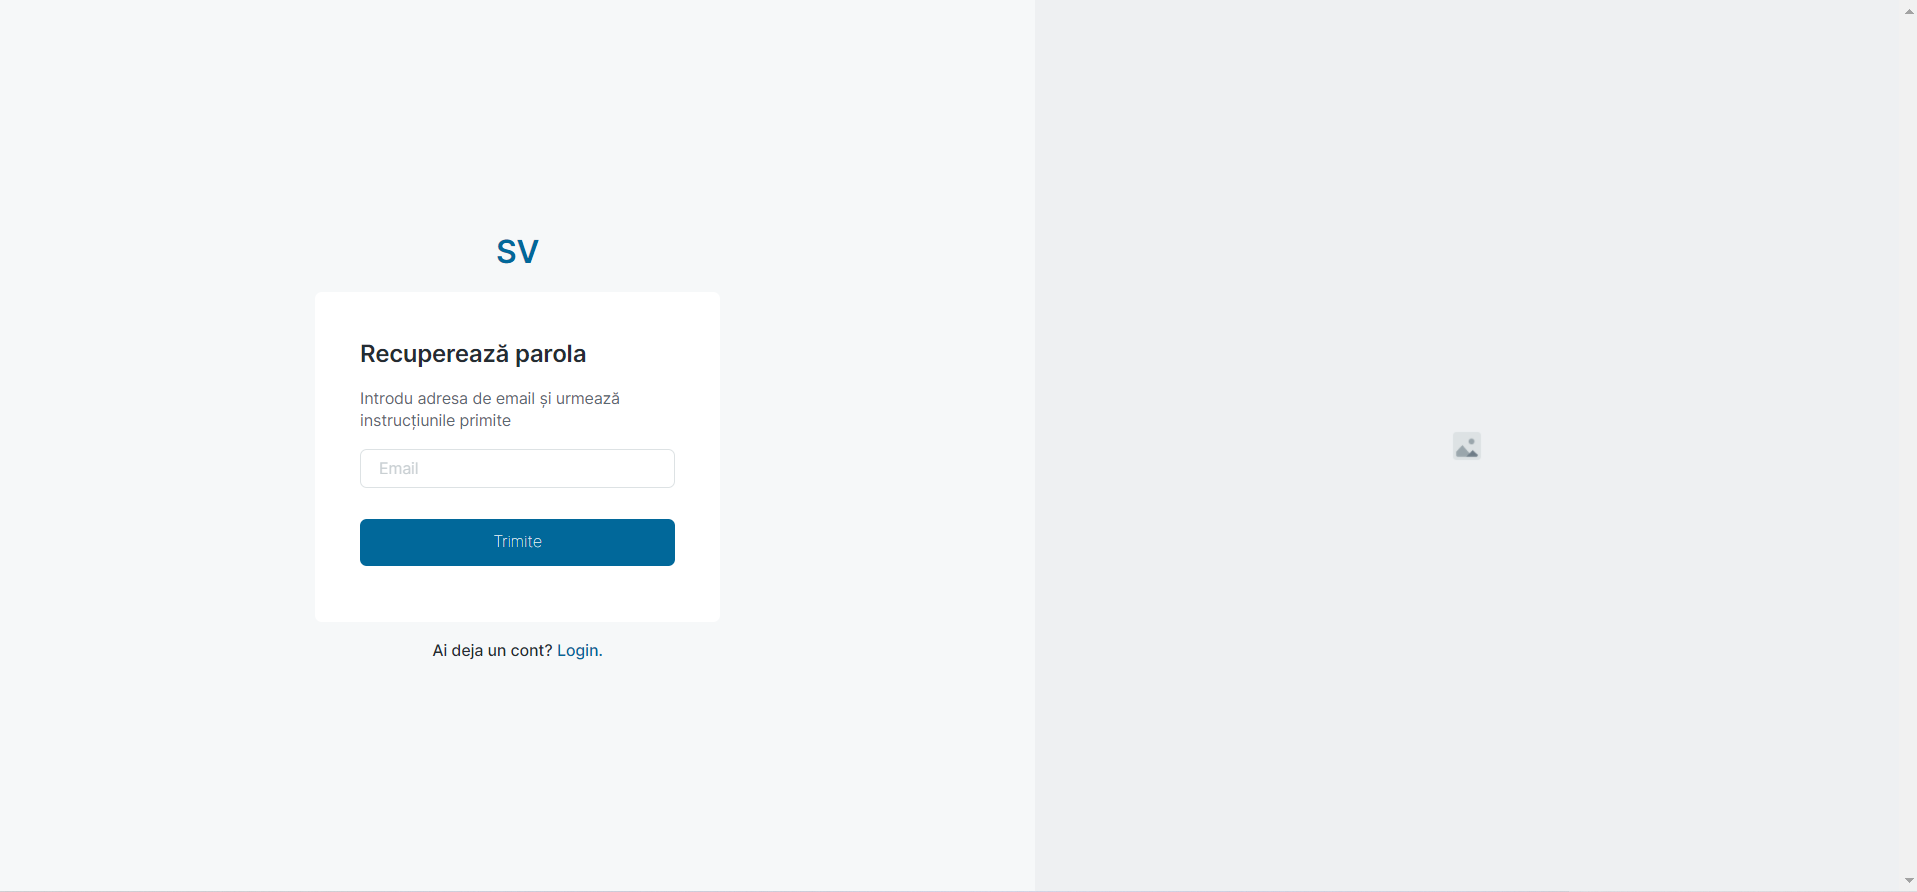 SV
Recuperează parola
Introdu adresa de email și urmează
instrucțiunile primite
Email
Trimite
Ai deja un cont? Login.